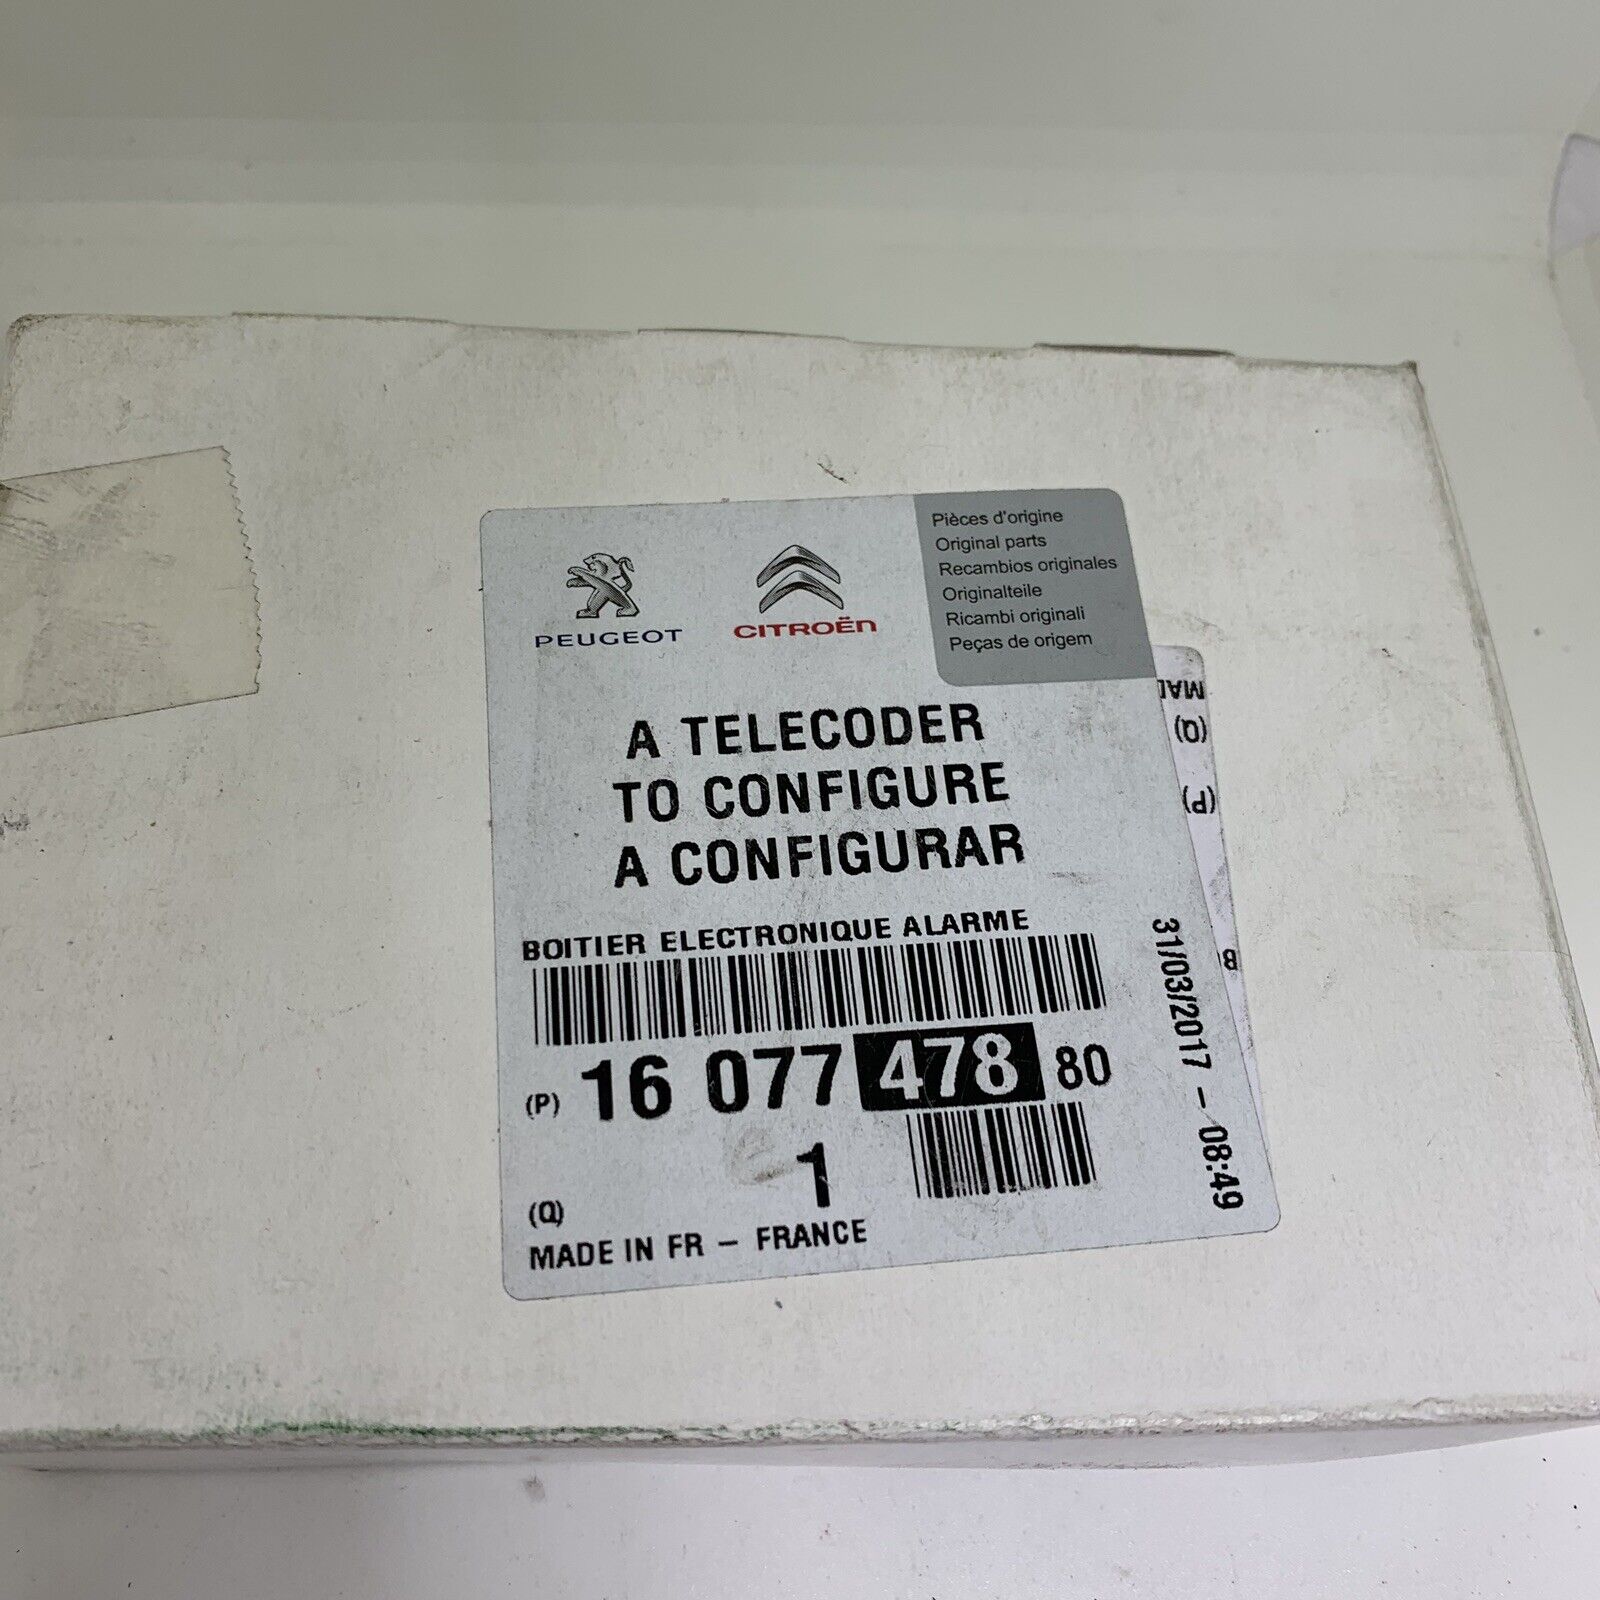 PEUGEOT
CITROËN
Pièces d'origine
Original parts
Recambios originales
Originalteile
Ricambi originali
Peças de origem
A TELECODER
TO CONFIGURE
A CONFIGURAR
BOITIER ELECTRONIQUE ALARME
(P) 16 077 478 80
(Q) 1
MADE IN FR – FRANCE
31/03/2017 – 08:49
(Q)
(P)